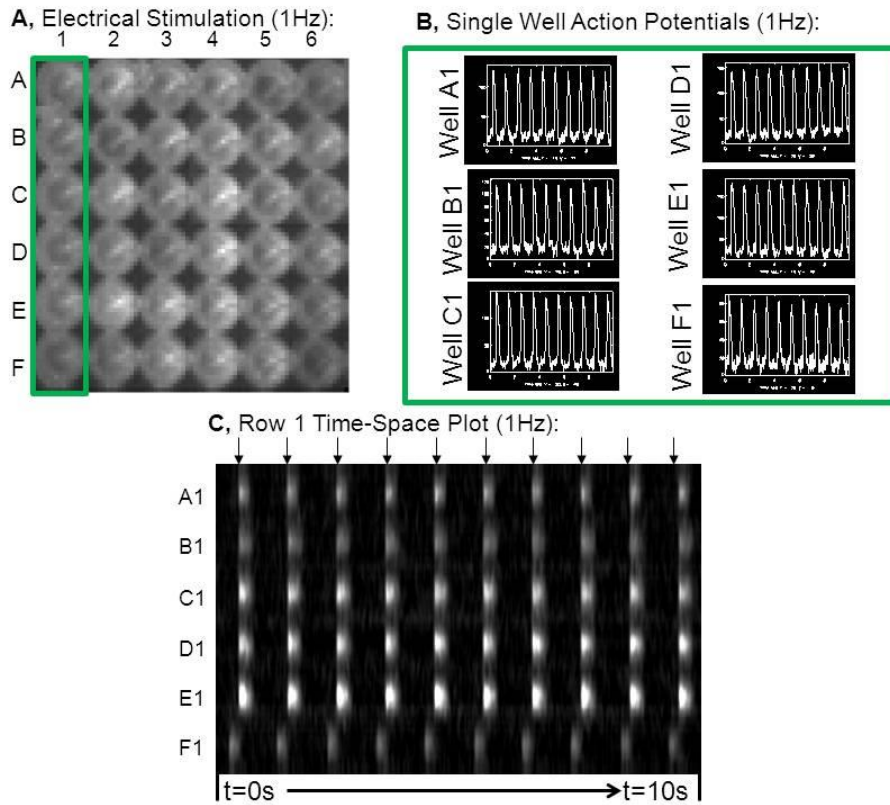 A, Electrical Stimulation (1Hz):
1 2 3 4 5 6
A
B
C
D
E
F
B, Single Well Action Potentials (1Hz):
Well A1
Well B1
Well C1
Well D1
Well E1
Well F1
C, Row 1 Time-Space Plot (1Hz):
A1
B1
C1
D1
E1
F1
t=0s
t=10s